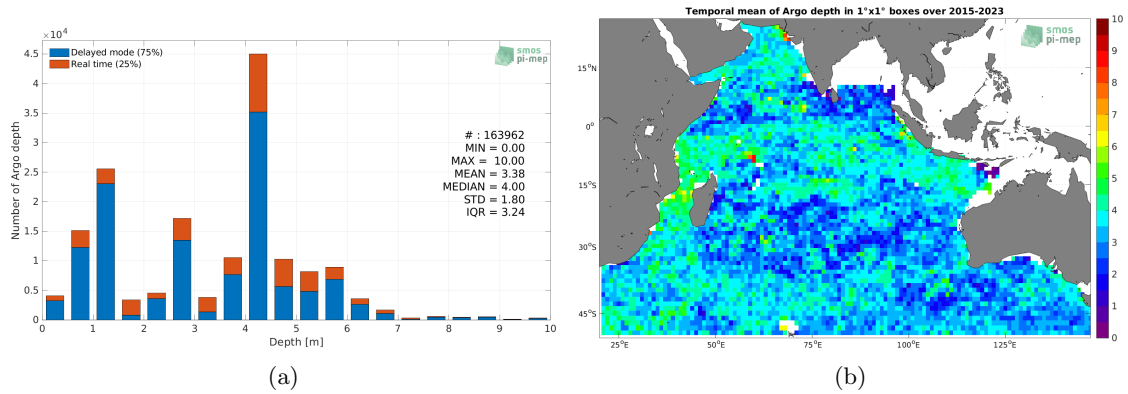 ×10⁴
4.5
4
3.5
3
2.5
2
1.5
1
0.5
0
Number of Argo depth
Delayed mode (75%)
Real time (25%)
smos
pi-mep
# : 163962
MIN = 0.00
MAX = 10.00
MEAN = 3.38
MEDIAN = 4.00
STD = 1.80
IQR = 3.24
0 1 2 3 4 5 6 7 8 9 10
Depth [m]
(a)
Temporal mean of Argo depth in 1°x1° boxes over 2015-2023
smos
pi-mep
15°N
0°
15°S
30°S
45°S
25°E 50°E 75°E 100°E 125°E
10
9
8
7
6
5
4
3
2
1
0
(b)